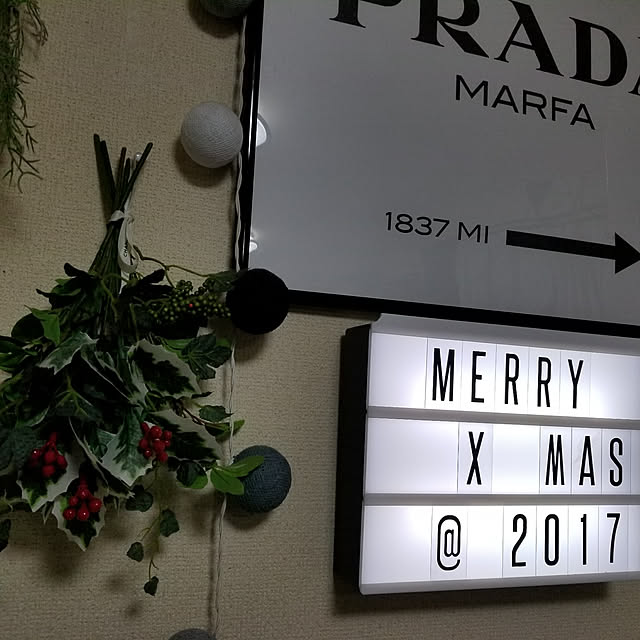 PRADA
MARFA
1837 MI
MERRY
X MAS
@ 2017